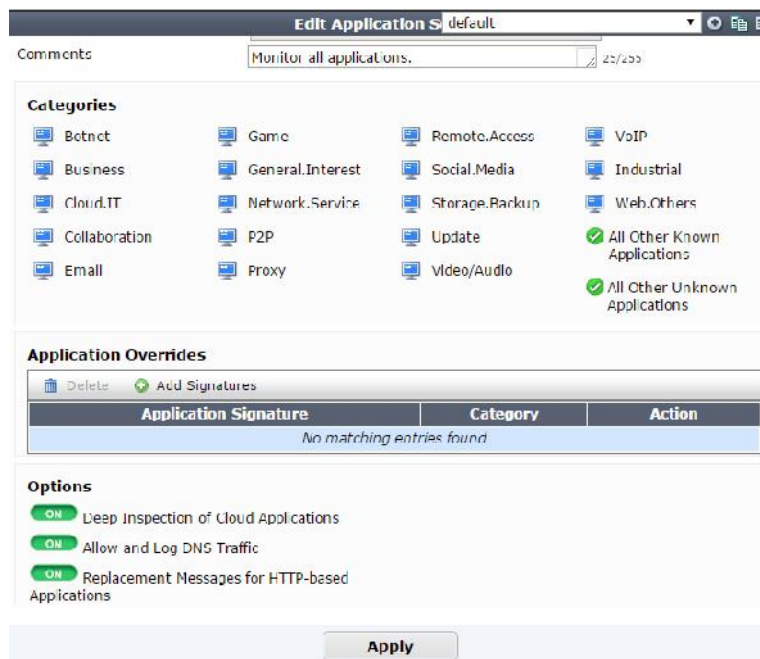 Edit Application S default
Comments
Monitor all applications.
25/255
Categories
Botnet Game Remote.Access VoIP
Business General.Interest Social.Media Industrial
Cloud.IT Network.Service Storage.Backup Web.Others
Collaboration P2P Update All Other Known
Applications
Email Proxy Video/Audio
All Other Unknown
Applications
Application Overrides
Delete Add Signatures
Application Signature Category Action
No matching entries found
Options
ON Deep Inspection of Cloud Applications
ON Allow and Log DNS Traffic
ON Replacement Messages for HTTP-based
Applications
Apply